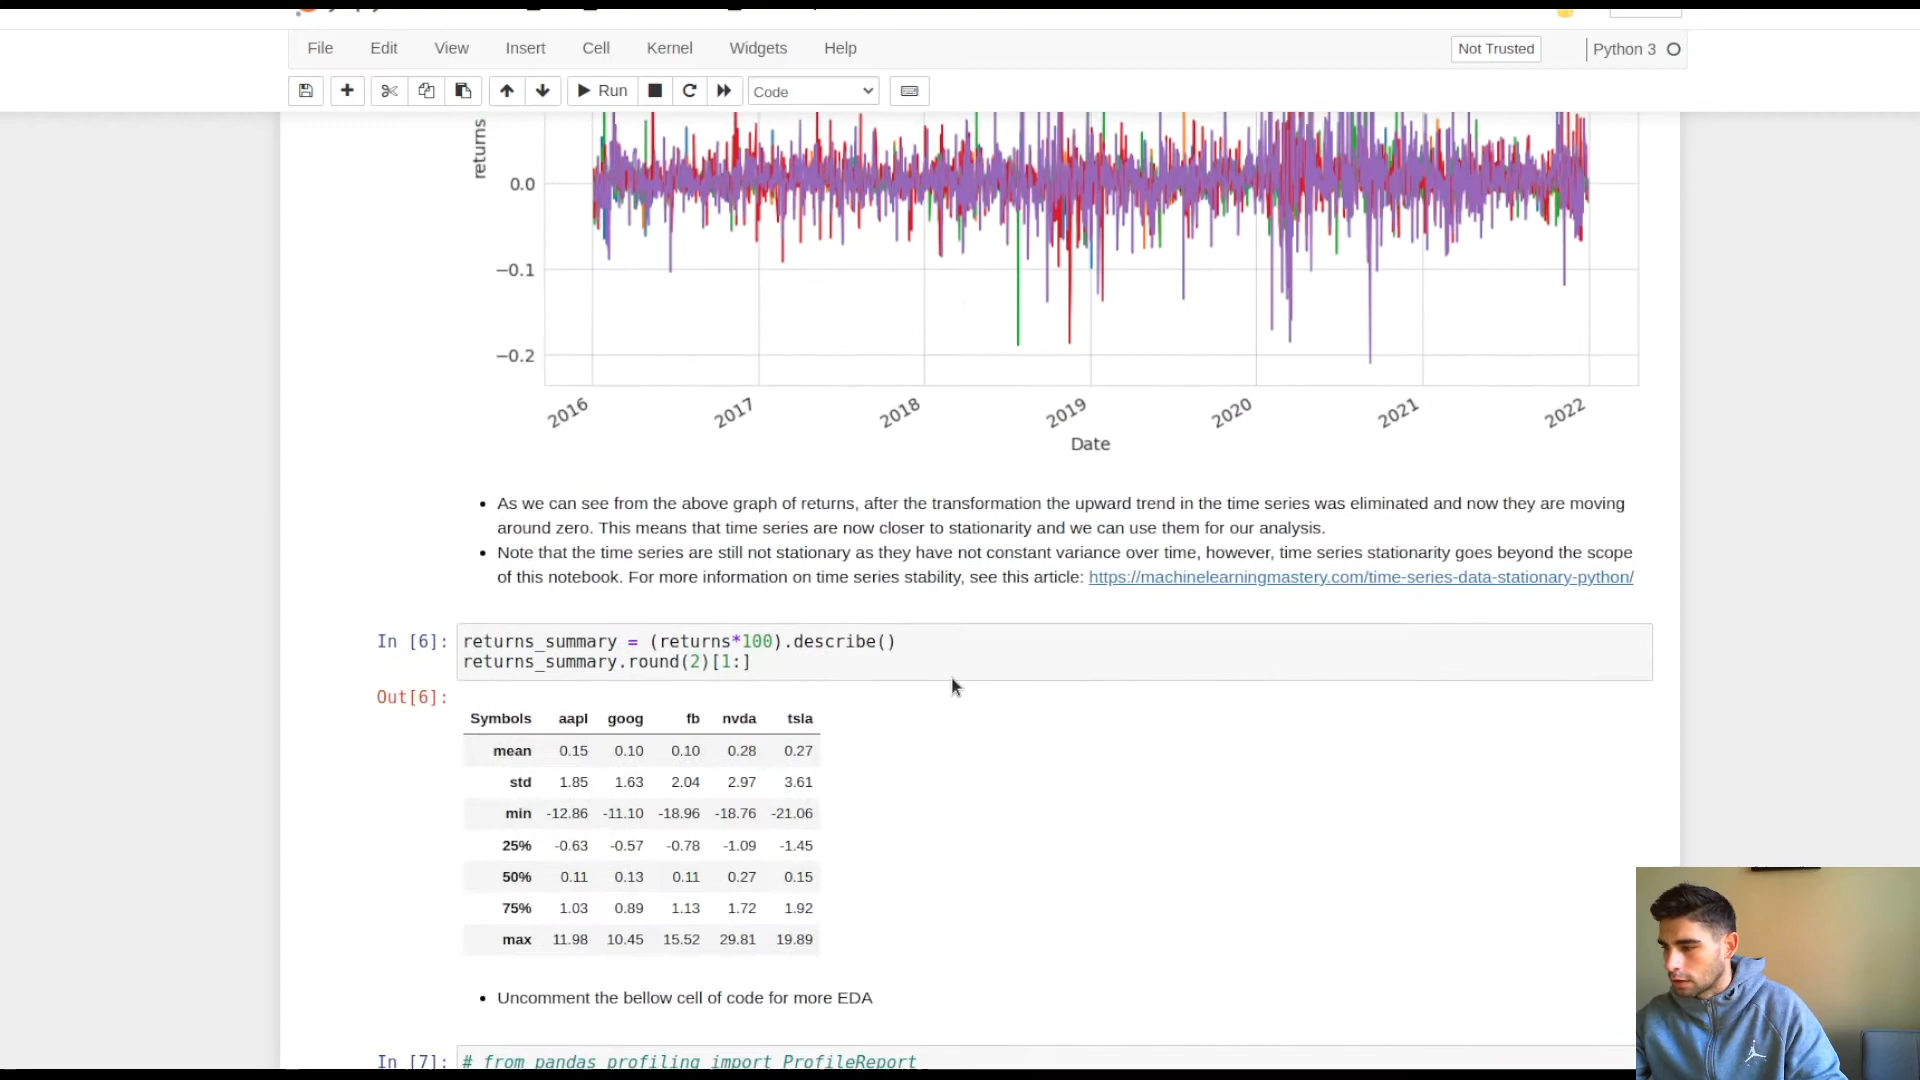 File Edit View Insert Cell Kernel Widgets Help
Not Trusted Python 3
Run Code
returns
0.0
−0.1
−0.2
2016 2017 2018 2019 2020 2021 2022
Date
• As we can see from the above graph of returns, after the transformation the upward trend in the time series was eliminated and now they are moving
around zero. This means that time series are now closer to stationarity and we can use them for our analysis.
• Note that the time series are still not stationary as they have not constant variance over time, however, time series stationarity goes beyond the scope
of this notebook. For more information on time series stability, see this article: https://machinelearningmastery.com/time-series-data-stationary-python/
In [6]: returns_summary = (returns*100).describe()
returns_summary.round(2)[1:]
Out[6]:
Symbols aapl goog fb nvda tsla
mean 0.15 0.10 0.10 0.28 0.27
std 1.85 1.63 2.04 2.97 3.61
min -12.86 -11.10 -18.96 -18.76 -21.06
25% -0.63 -0.57 -0.78 -1.09 -1.45
50% 0.11 0.13 0.11 0.27 0.15
75% 1.03 0.89 1.13 1.72 1.92
max 11.98 10.45 15.52 29.81 19.89
• Uncomment the bellow cell of code for more EDA
In [7]: # from pandas_profiling import ProfileReport